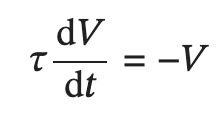 τ dV/dt = −V